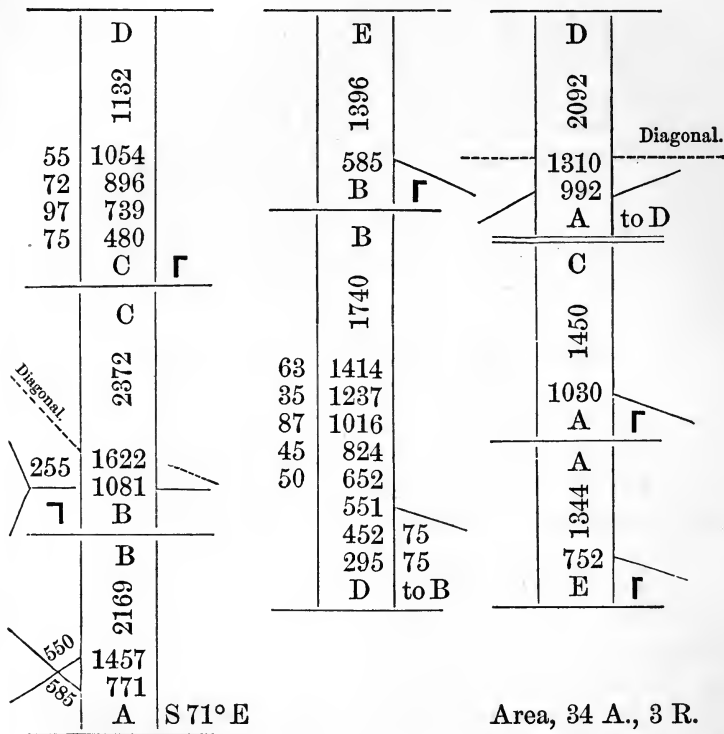 D
1132
55 1054
72 896
97 739
75 480
C Γ
C
2372
Diagonal.
255 1622
1081
ꓶ B
B
2169
550
1457
585
771
A S 71° E
E
1396
585
B Γ
B
1740
63 1414
35 1237
87 1016
45 824
50 652
551
452 75
295 75
D to B
D
2092
Diagonal.
1310
992
A to D
C
1450
1030
A Γ
A
1344
752
E Γ
Area, 34 A., 3 R.